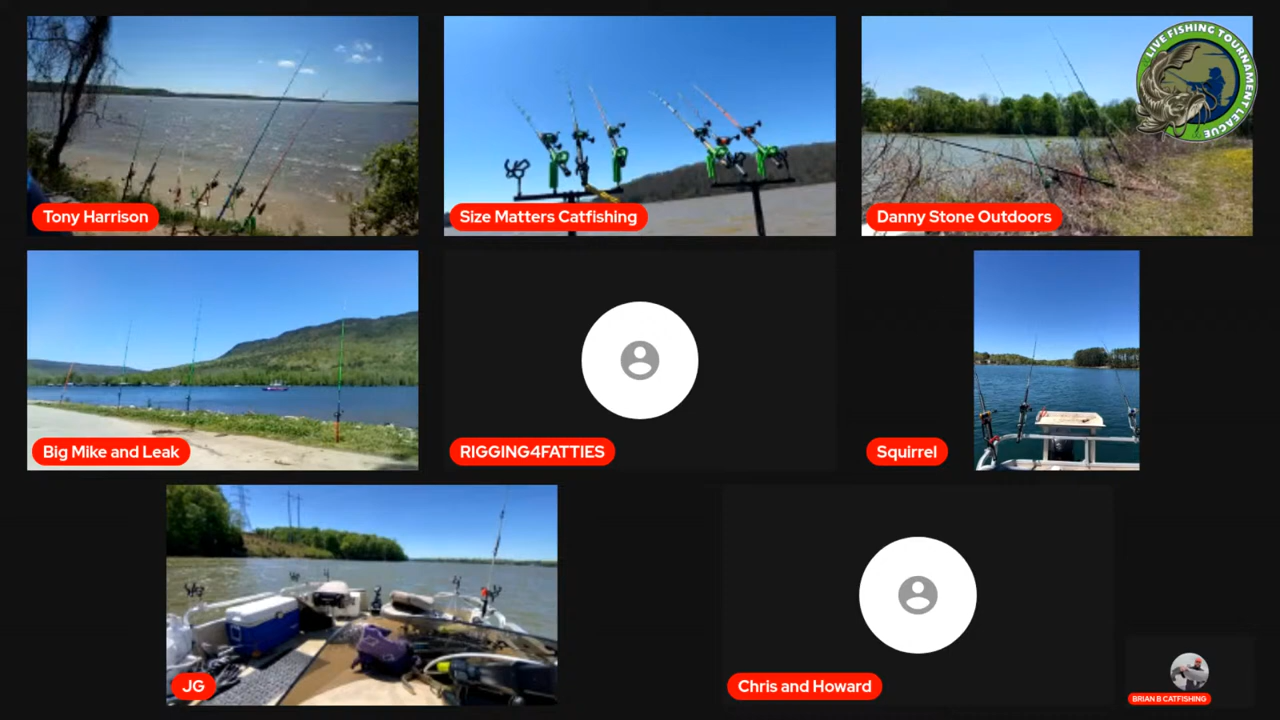 Tony Harrison
Size Matters Catfishing
Danny Stone Outdoors
LIVE FISHING TOURNAMENT
LEAGUE
Big Mike and Leak
RIGGING4FATTIES
Squirrel
JG
Chris and Howard
BRIAN B CATFISHING